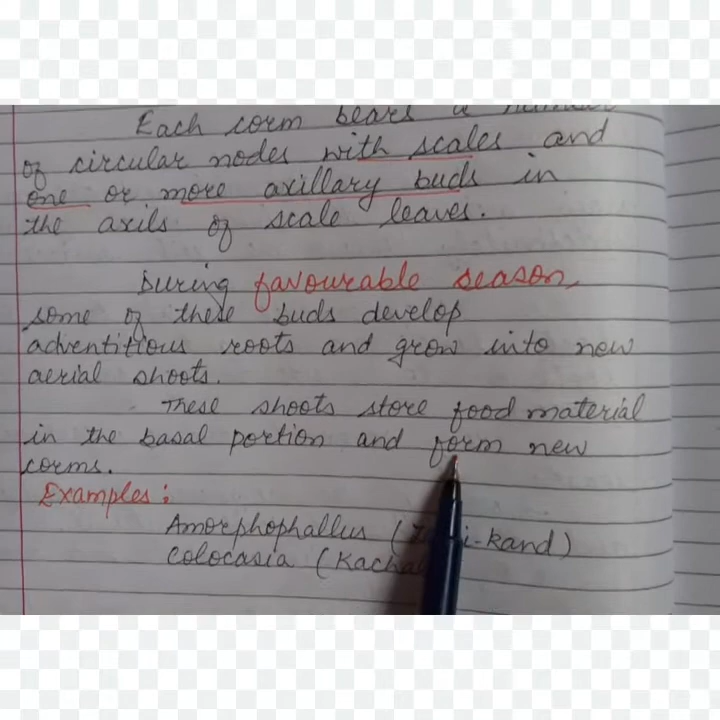 Each corm bears a number
of circular nodes with scales and
one or more axillary buds in
the axils of scale leaves.
During favourable season,
some of these buds develop
adventitious roots and grow into new
aerial shoots.
These shoots store food material
in the basal portion and form new
corms.
Examples:
Amorphophallus ( -kand)
Colocasia (